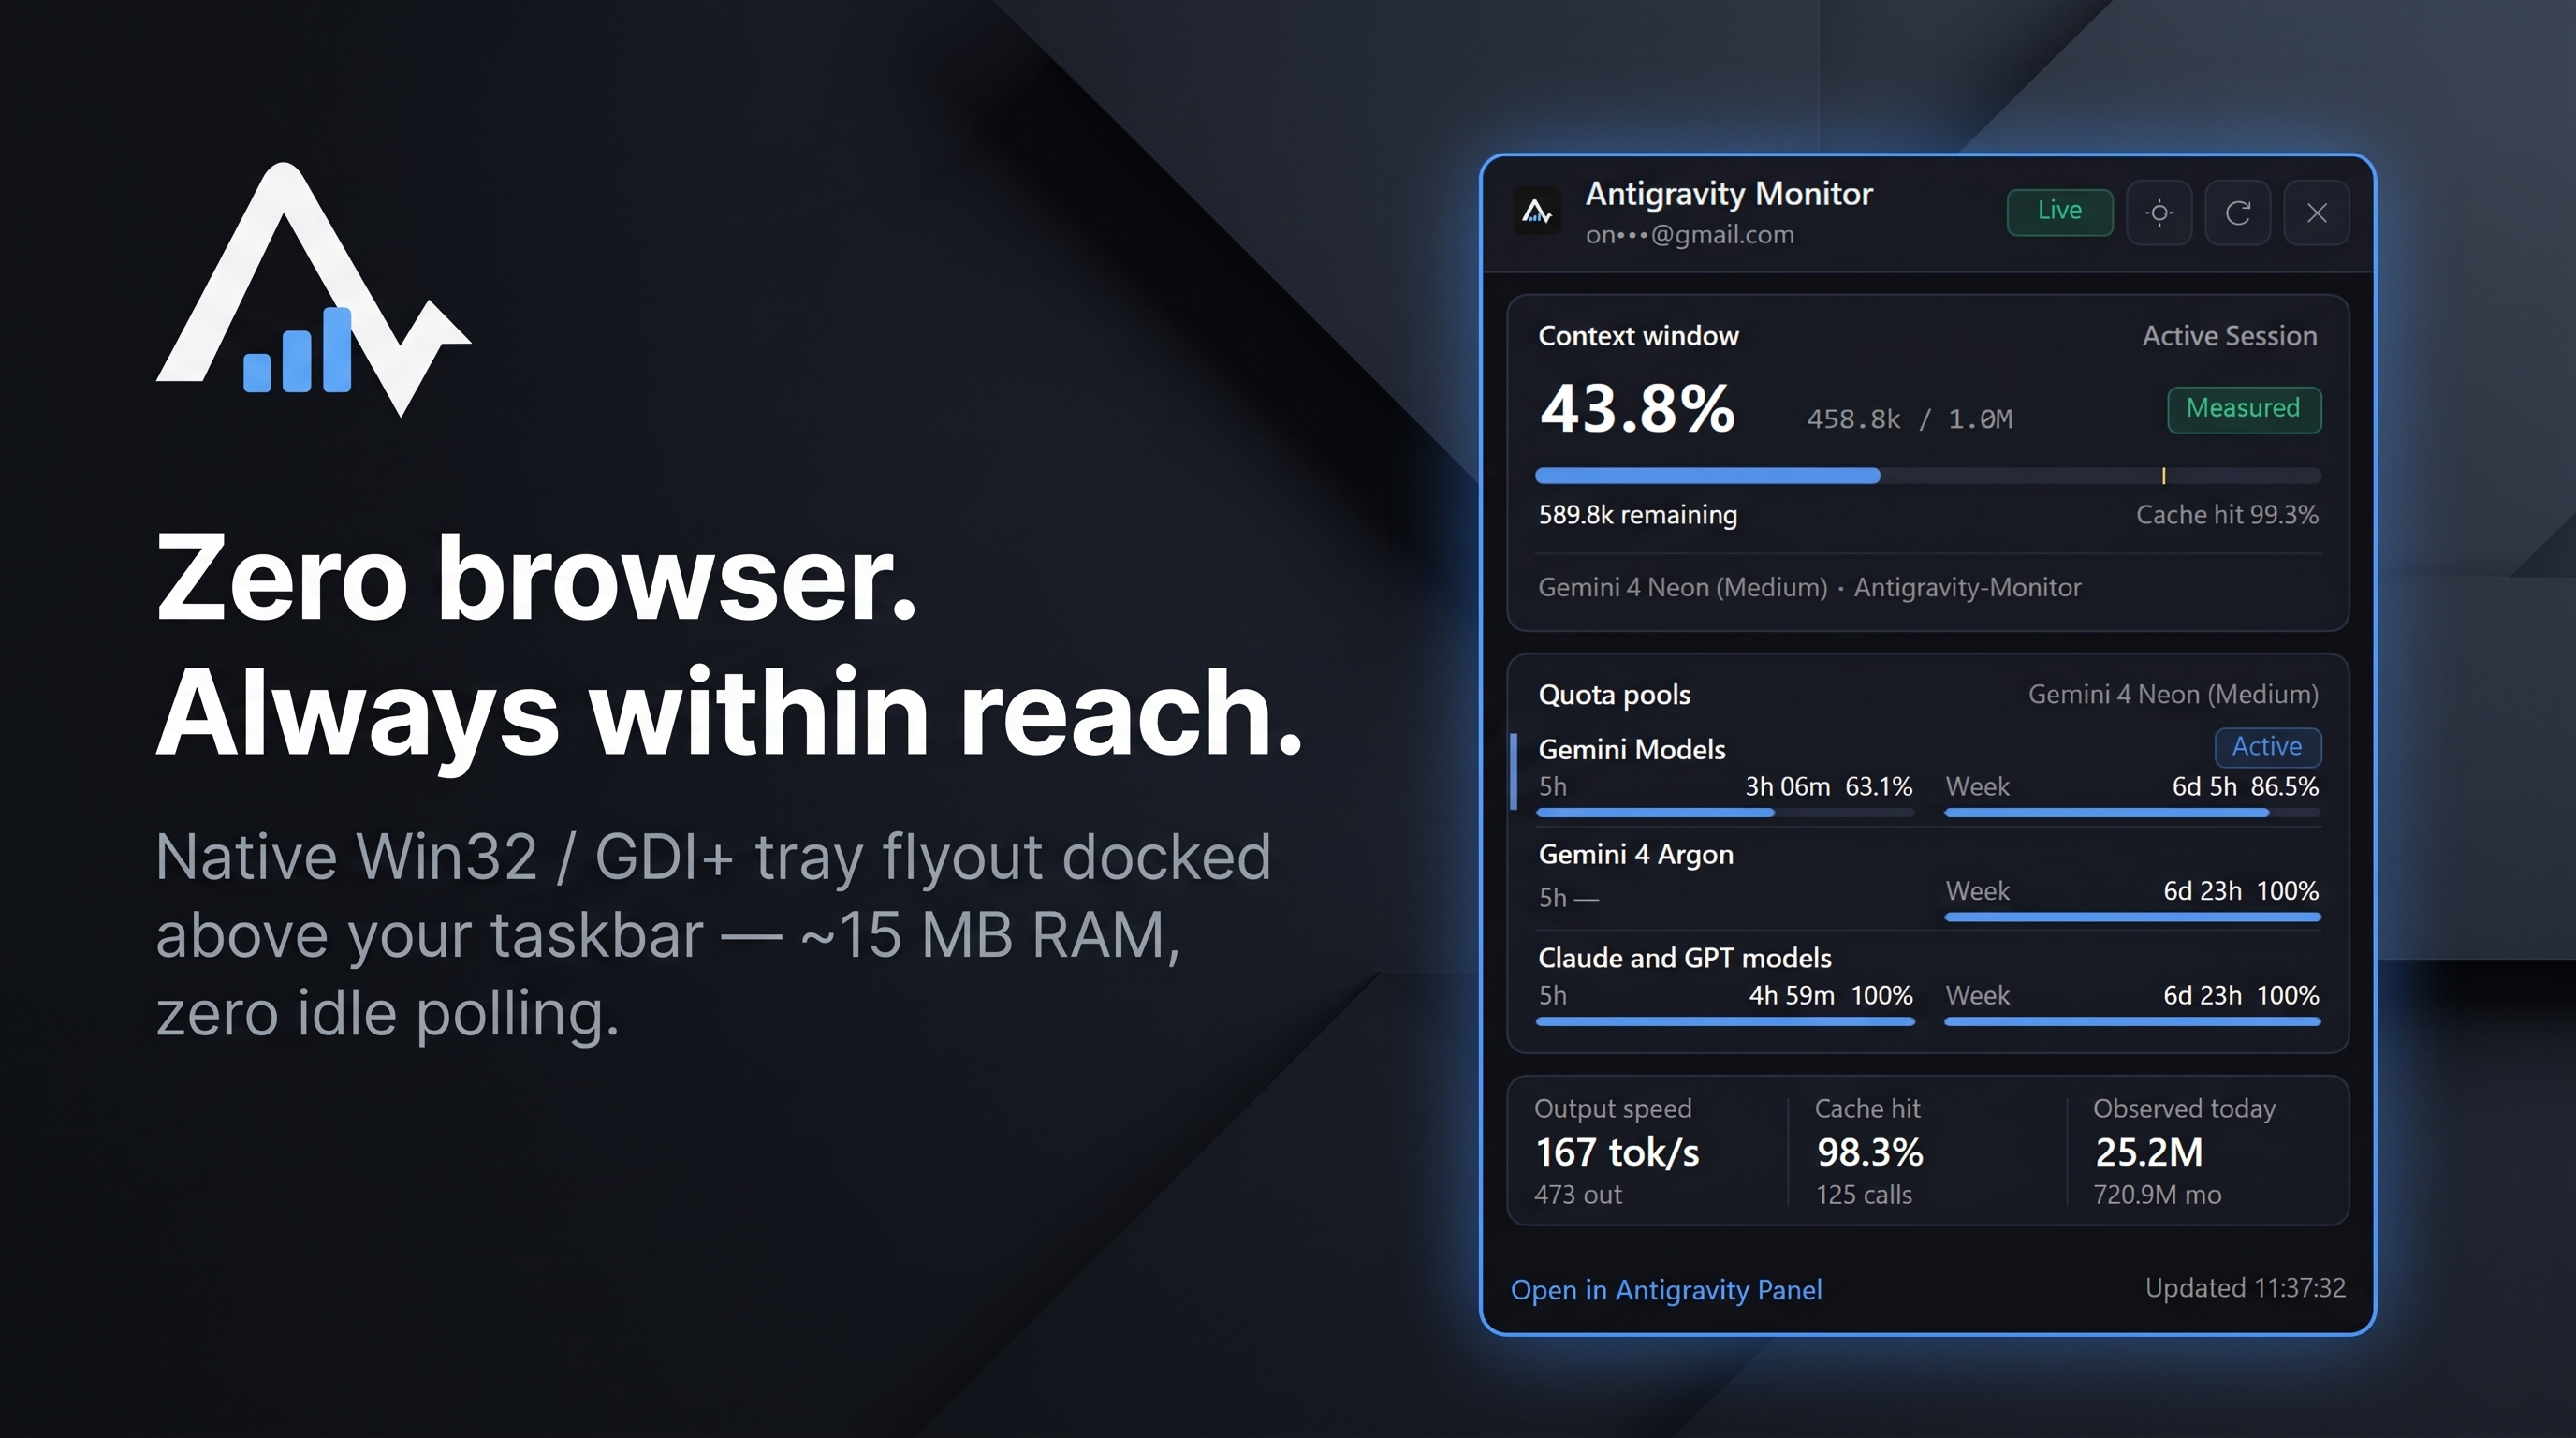 Zero browser.
Always within reach.
Native Win32 / GDI+ tray flyout docked
above your taskbar — ~15 MB RAM,
zero idle polling.
Antigravity Monitor
on•••@gmail.com
Live
Context window
Active Session
43.8%
458.8k / 1.0M
Measured
589.8k remaining
Cache hit 99.3%
Gemini 4 Neon (Medium) • Antigravity-Monitor
Quota pools
Gemini 4 Neon (Medium)
Gemini Models
Active
5h 3h 06m 63.1%
Week 6d 5h 86.5%
Gemini 4 Argon
5h —
Week 6d 23h 100%
Claude and GPT models
5h 4h 59m 100%
Week 6d 23h 100%
Output speed
167 tok/s
473 out
Cache hit
98.3%
125 calls
Observed today
25.2M
720.9M mo
Open in Antigravity Panel
Updated 11:37:32